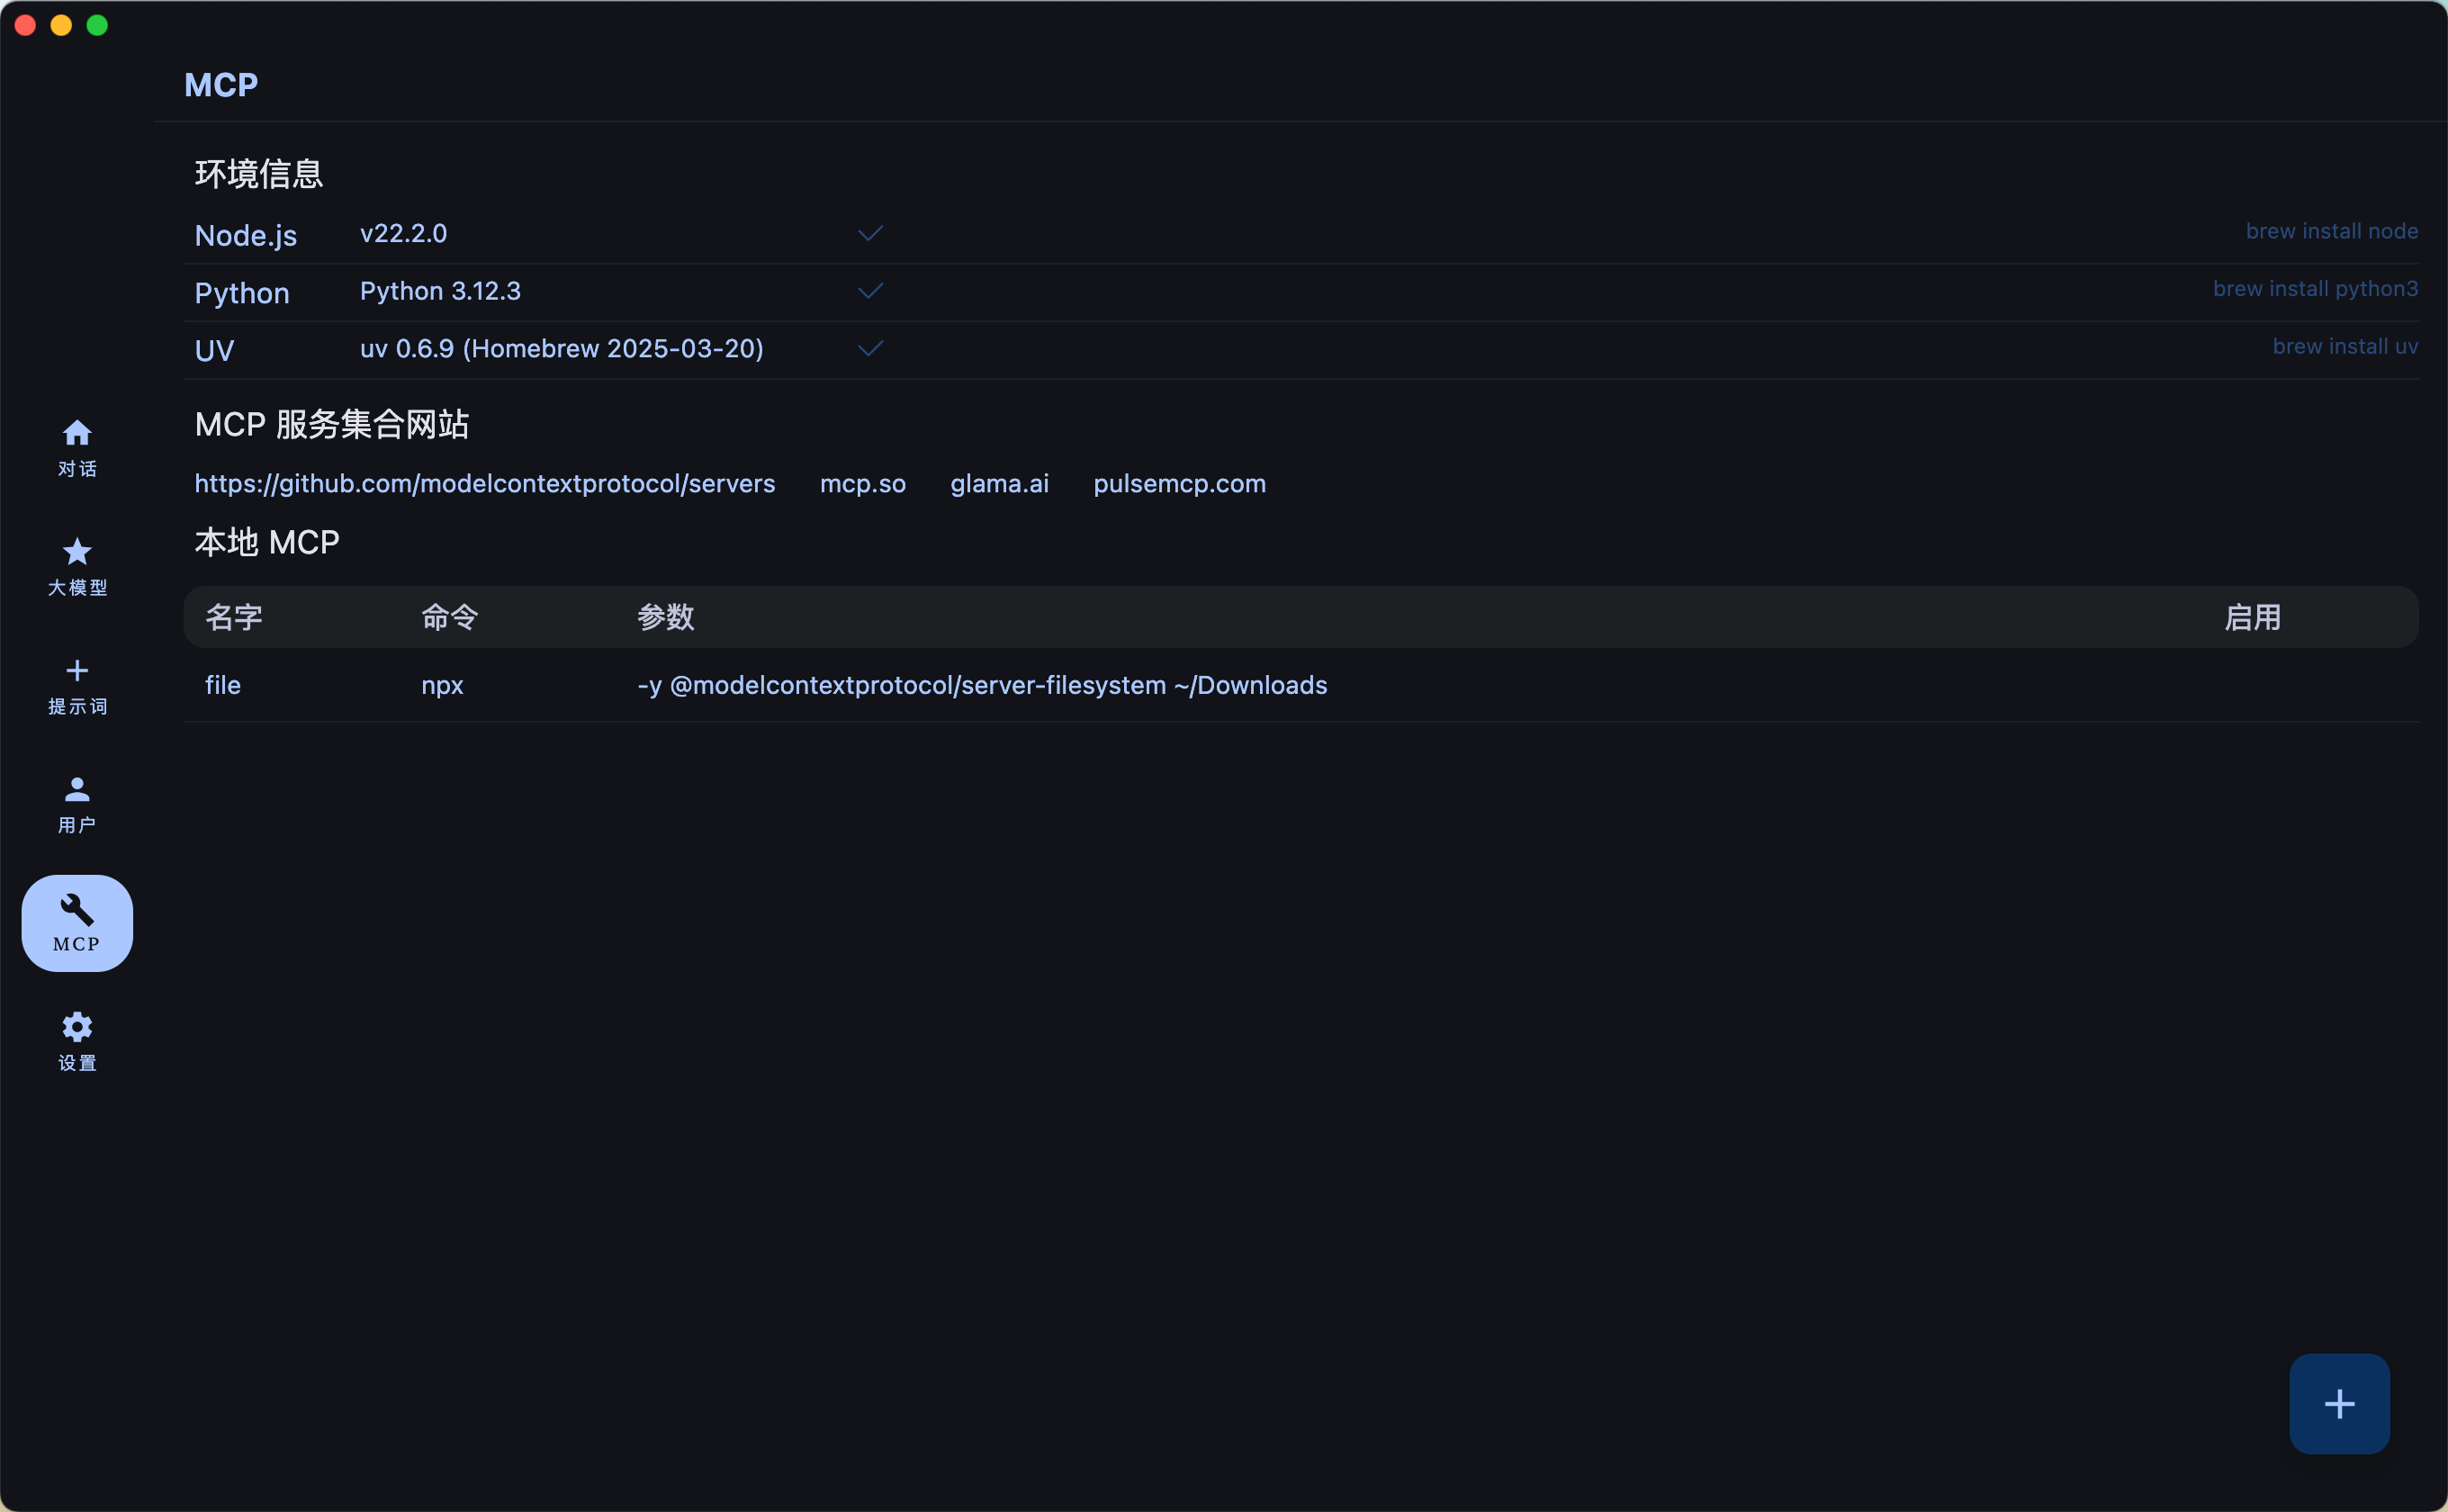 MCP
环境信息
Node.js v22.2.0 brew install node
Python Python 3.12.3 brew install python3
UV uv 0.6.9 (Homebrew 2025-03-20) brew install uv
MCP 服务集合网站
https://github.com/modelcontextprotocol/servers mcp.so glama.ai pulsemcp.com
本地 MCP
名字 命令 参数 启用
file npx -y @modelcontextprotocol/server-filesystem ~/Downloads
对话
大模型
提示词
用户
MCP
设置